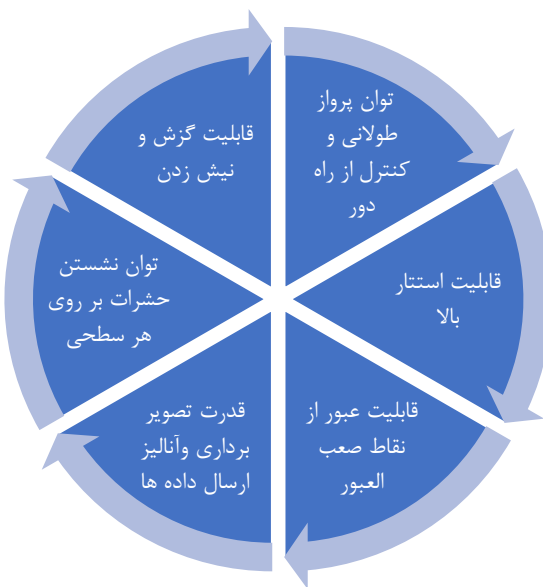 توان پرواز
طولانی و
کنترل از راه
دور
قابلیت استتار
بالا
قابلیت عبور از
نقاط صعب
العبور
قدرت تصویر
برداری وآنالیز
ارسال داده ها
توان نشستن
حشرات بر روی
هر سطحی
قابلیت گزش و
نیش زدن